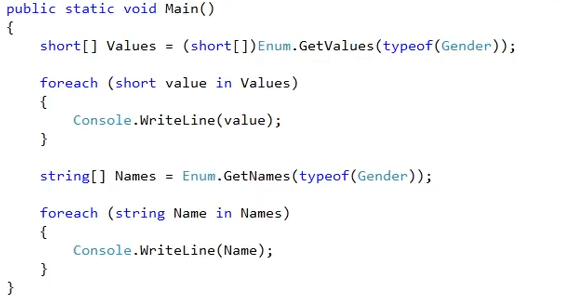 public static void Main()
{
    short[] Values = (short[])Enum.GetValues(typeof(Gender));
    foreach (short value in Values)
    {
        Console.WriteLine(value);
    }
    string[] Names = Enum.GetNames(typeof(Gender));
    foreach (string Name in Names)
    {
        Console.WriteLine(Name);
    }
}